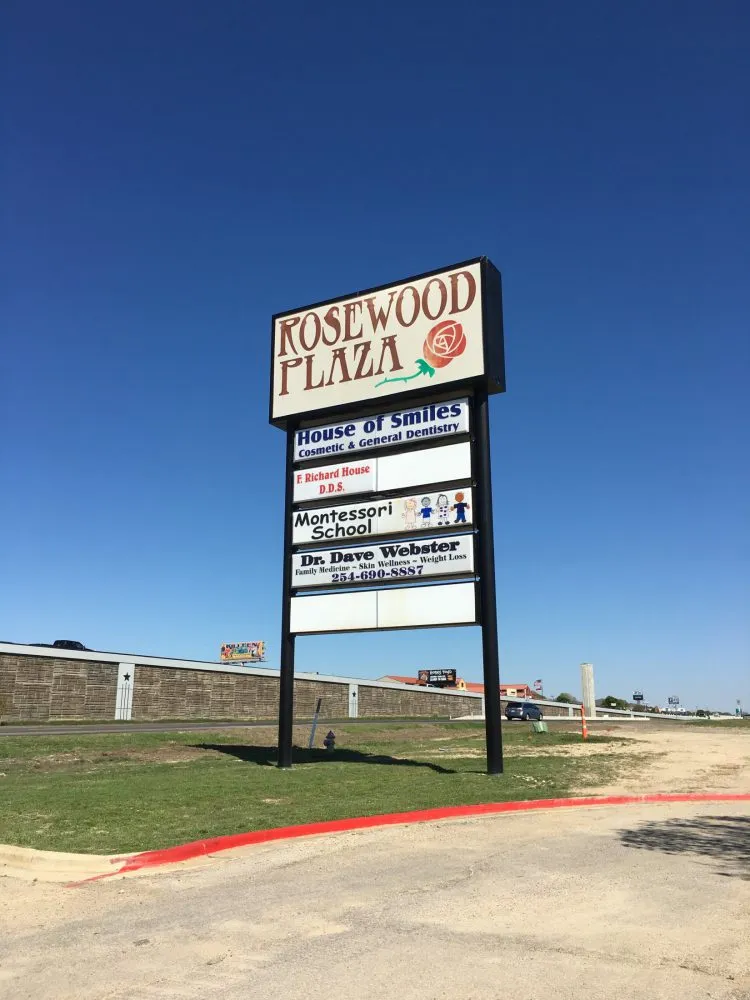 ROSEWOOD
PLAZA
House of Smiles
Cosmetic & General Dentistry
F. Richard House
D.D.S.
Montessori
School
Dr. Dave Webster
Family Medicine ~ Skin Wellness ~ Weight Loss
254-690-8887
KILLEEN